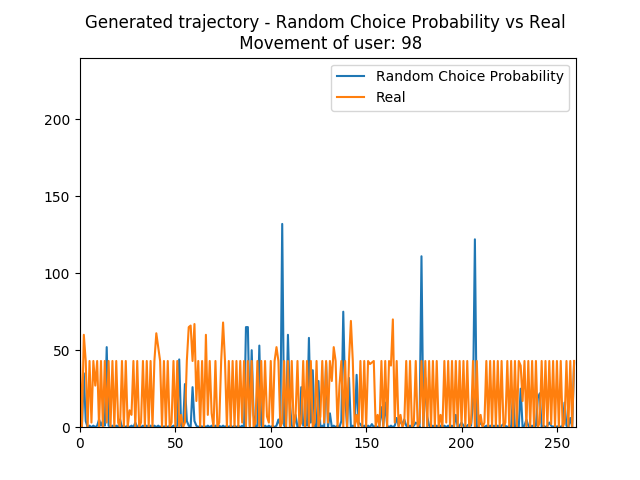 Generated trajectory - Random Choice Probability vs Real
Movement of user: 98
Random Choice Probability
Real
200
150
100
50
0
0 50 100 150 200 250